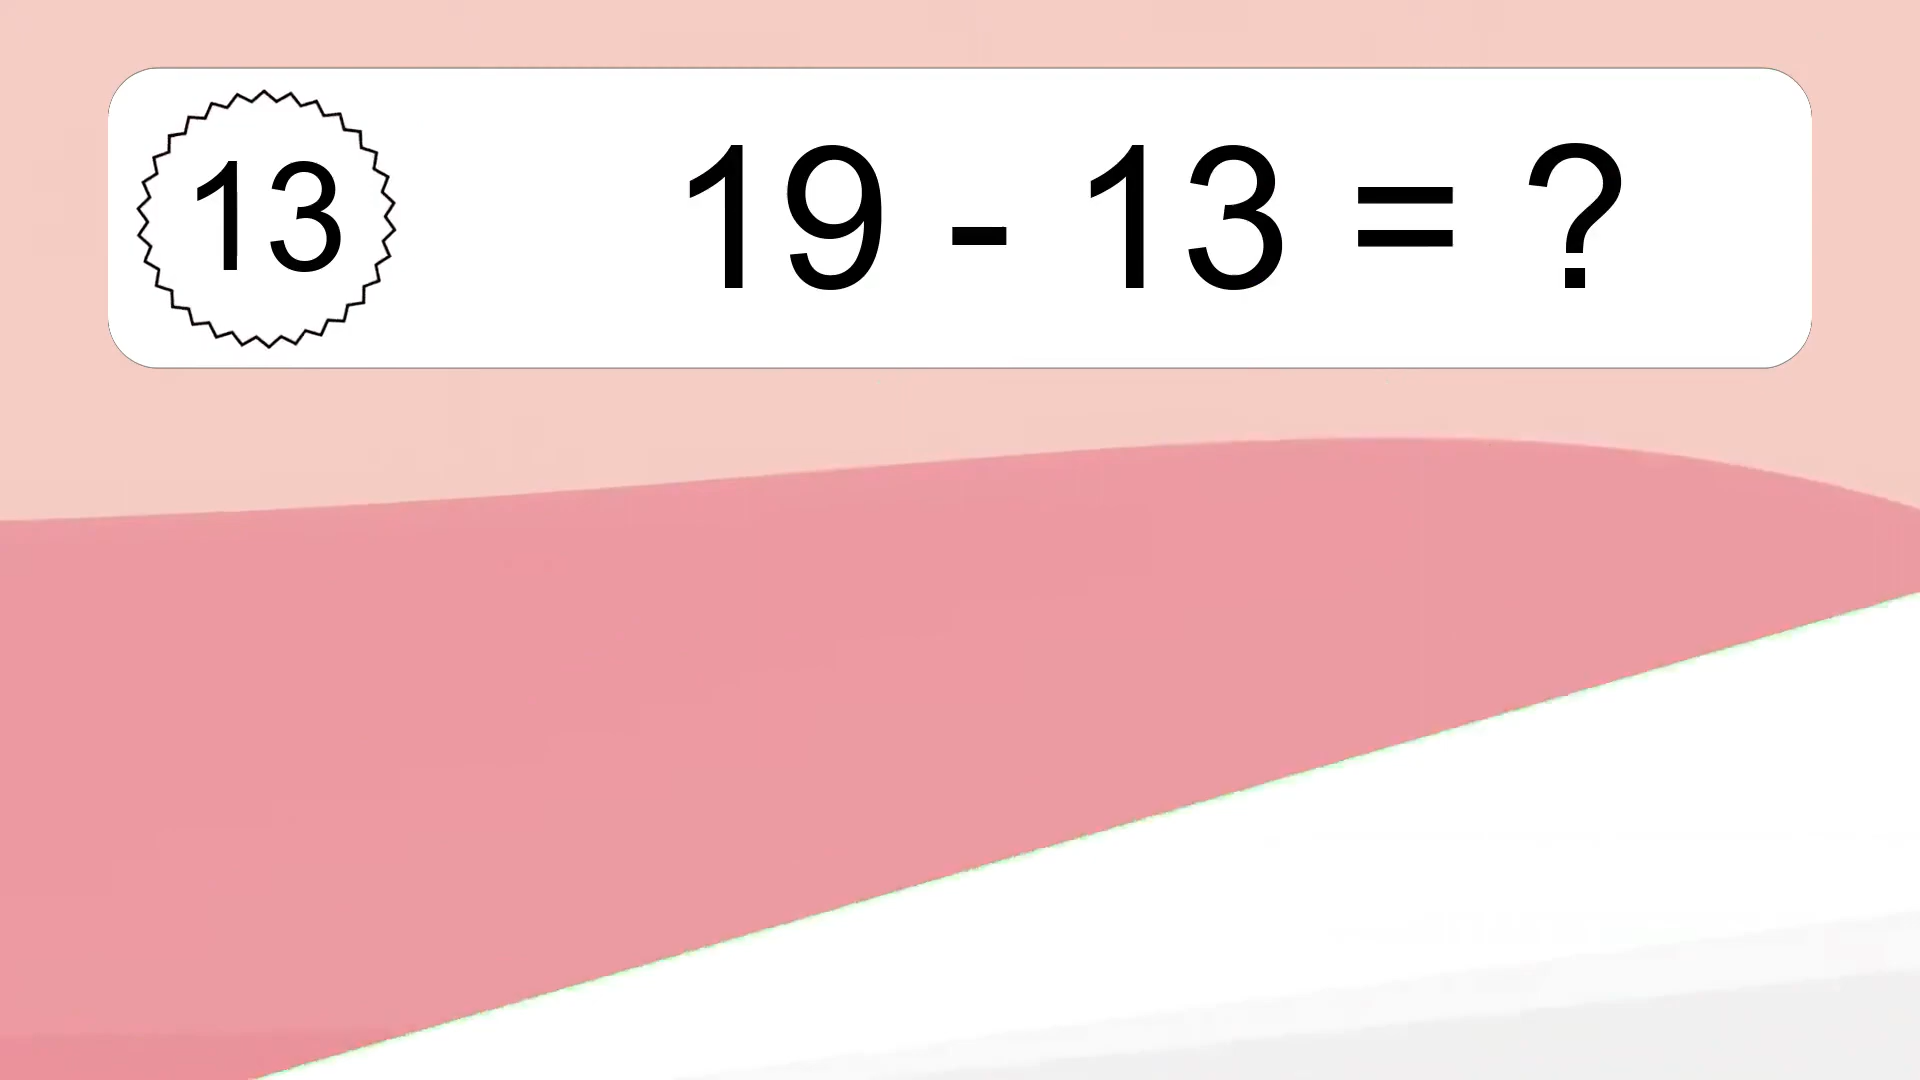 13
19 - 13 = ?